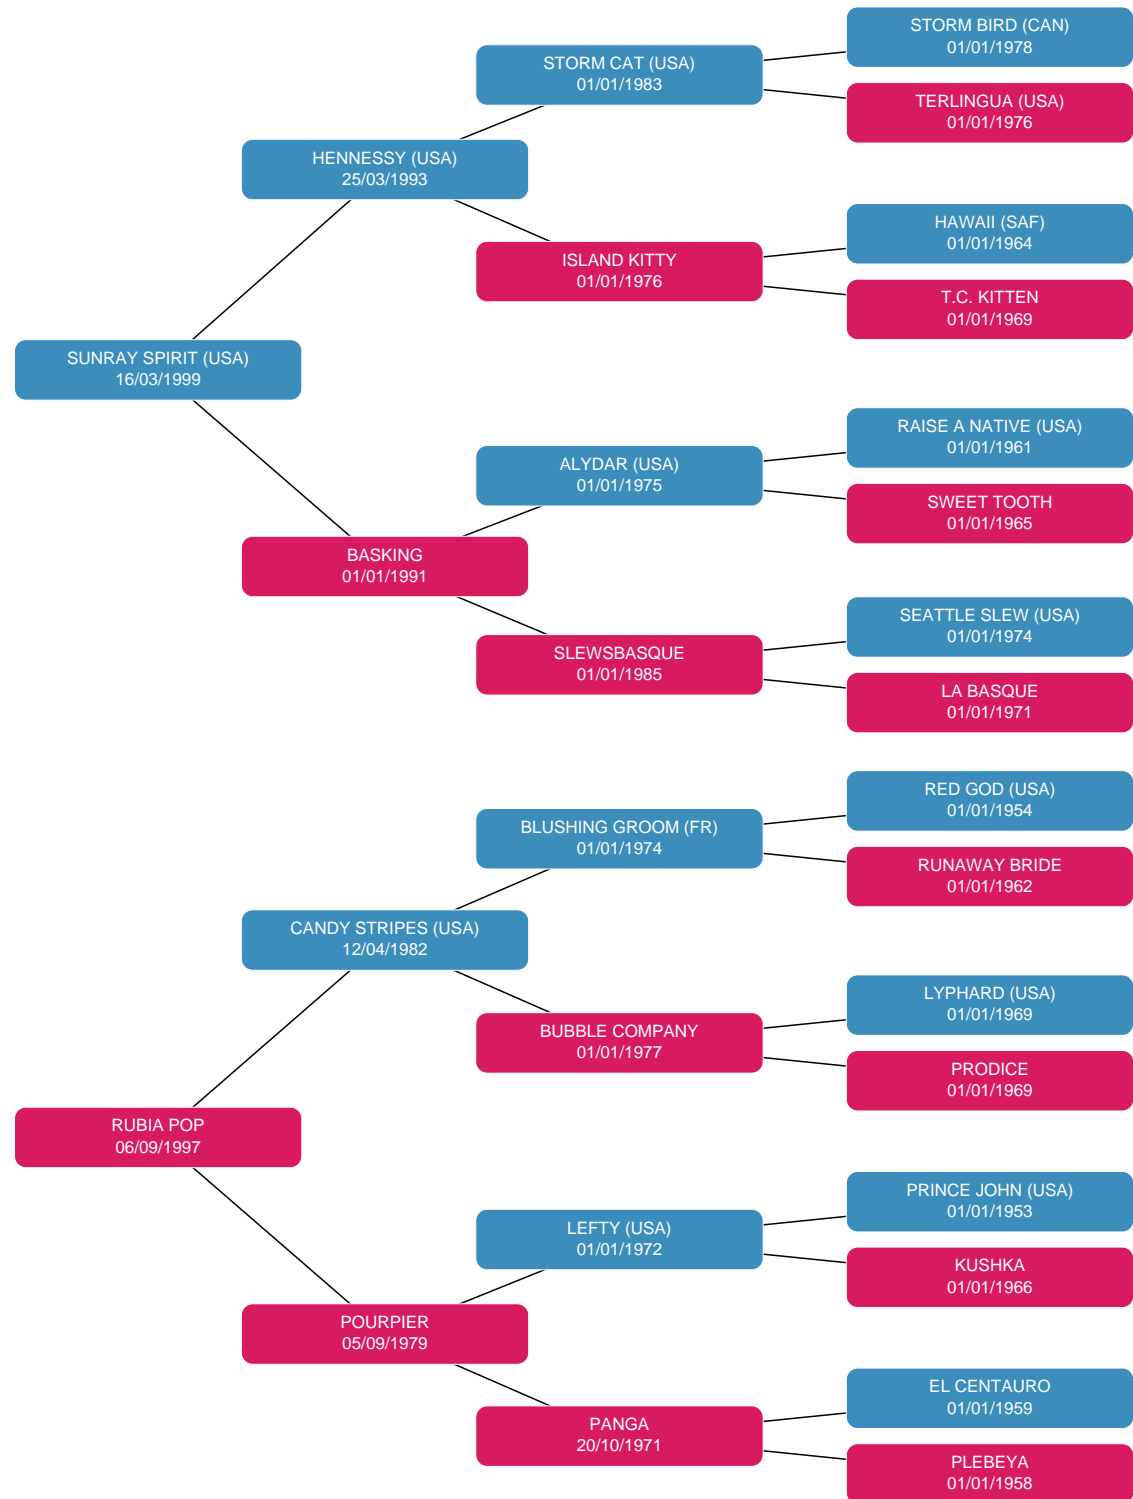 STORM BIRD (CAN)
01/01/1978
STORM CAT (USA)
01/01/1983
TERLINGUA (USA)
01/01/1976
HENNESSY (USA)
25/03/1993
HAWAII (SAF)
01/01/1964
ISLAND KITTY
01/01/1976
T.C. KITTEN
01/01/1969
SUNRAY SPIRIT (USA)
16/03/1999
RAISE A NATIVE (USA)
01/01/1961
ALYDAR (USA)
01/01/1975
SWEET TOOTH
01/01/1965
BASKING
01/01/1991
SEATTLE SLEW (USA)
01/01/1974
SLEWSBASQUE
01/01/1985
LA BASQUE
01/01/1971
RED GOD (USA)
01/01/1954
BLUSHING GROOM (FR)
01/01/1974
RUNAWAY BRIDE
01/01/1962
CANDY STRIPES (USA)
12/04/1982
LYPHARD (USA)
01/01/1969
BUBBLE COMPANY
01/01/1977
PRODICE
01/01/1969
RUBIA POP
06/09/1997
PRINCE JOHN (USA)
01/01/1953
LEFTY (USA)
01/01/1972
KUSHKA
01/01/1966
POURPIER
05/09/1979
EL CENTAURO
01/01/1959
PANGA
20/10/1971
PLEBEYA
01/01/1958